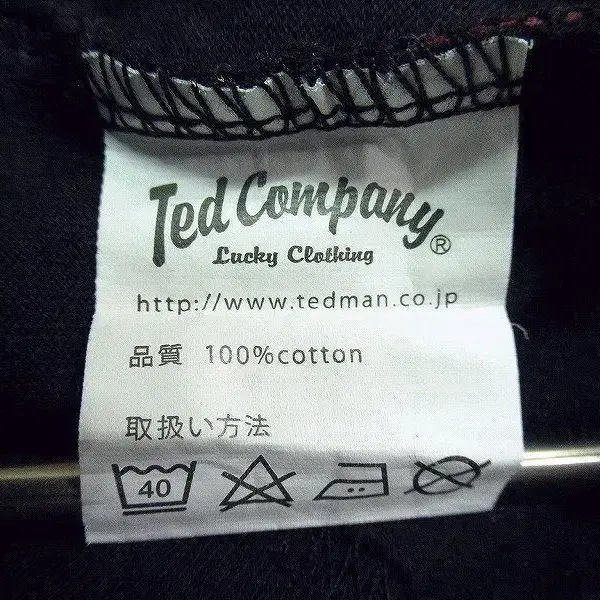 Ted Company®
Lucky Clothing
http://www.tedman.co.jp
品質 100%cotton
取扱い方法
40